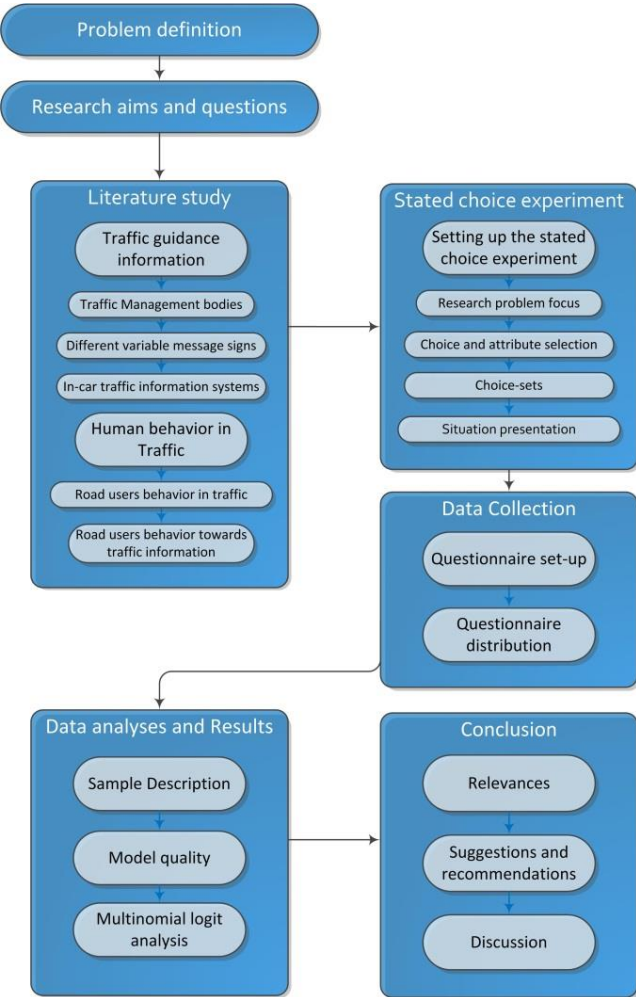 Problem definition
Research aims and questions
Literature study
Traffic guidance
information
Traffic Management bodies
Different variable message signs
In-car traffic information systems
Human behavior in
Traffic
Road users behavior in traffic
Road users behavior towards
traffic information
Stated choice experiment
Setting up the stated
choice experiment
Research problem focus
Choice and attribute selection
Choice-sets
Situation presentation
Data Collection
Questionnaire set-up
Questionnaire
distribution
Data analyses and Results
Sample Description
Model quality
Multinomial logit
analysis
Conclusion
Relevances
Suggestions and
recommendations
Discussion